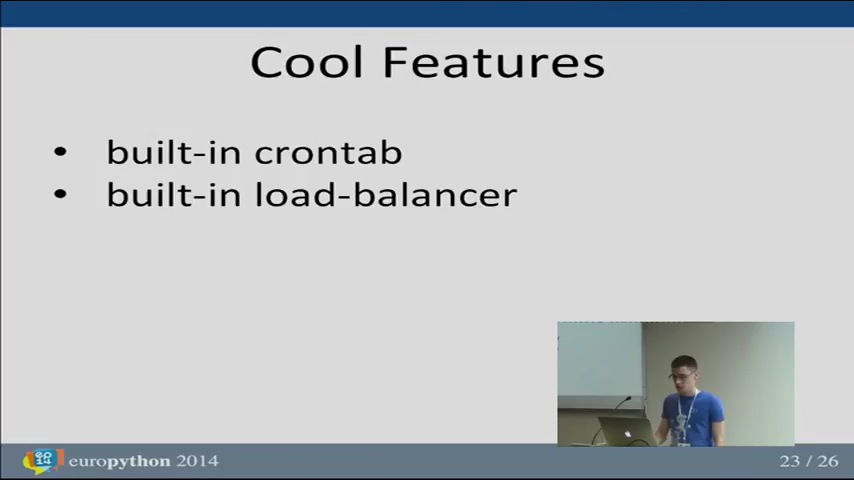 Cool Features
• built-in crontab
• built-in load-balancer
europython 2014
23 / 26